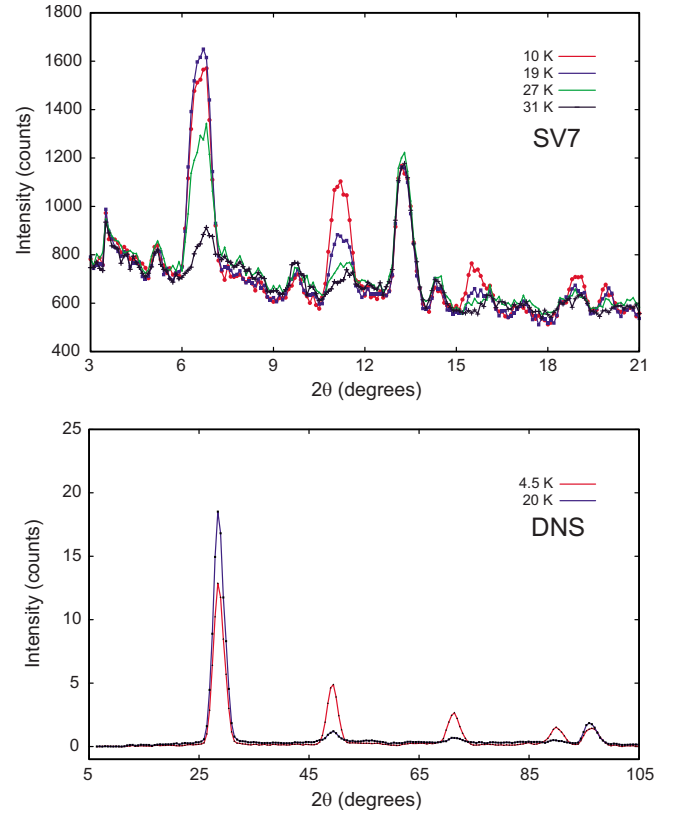 1800
1600
1400
1200
1000
800
600
400
Intensity (counts)
10 K
19 K
27 K
31 K
SV7
3 6 9 12 15 18 21
2θ (degrees)
25
20
15
10
5
0
Intensity (counts)
4.5 K
20 K
DNS
5 25 45 65 85 105
2θ (degrees)